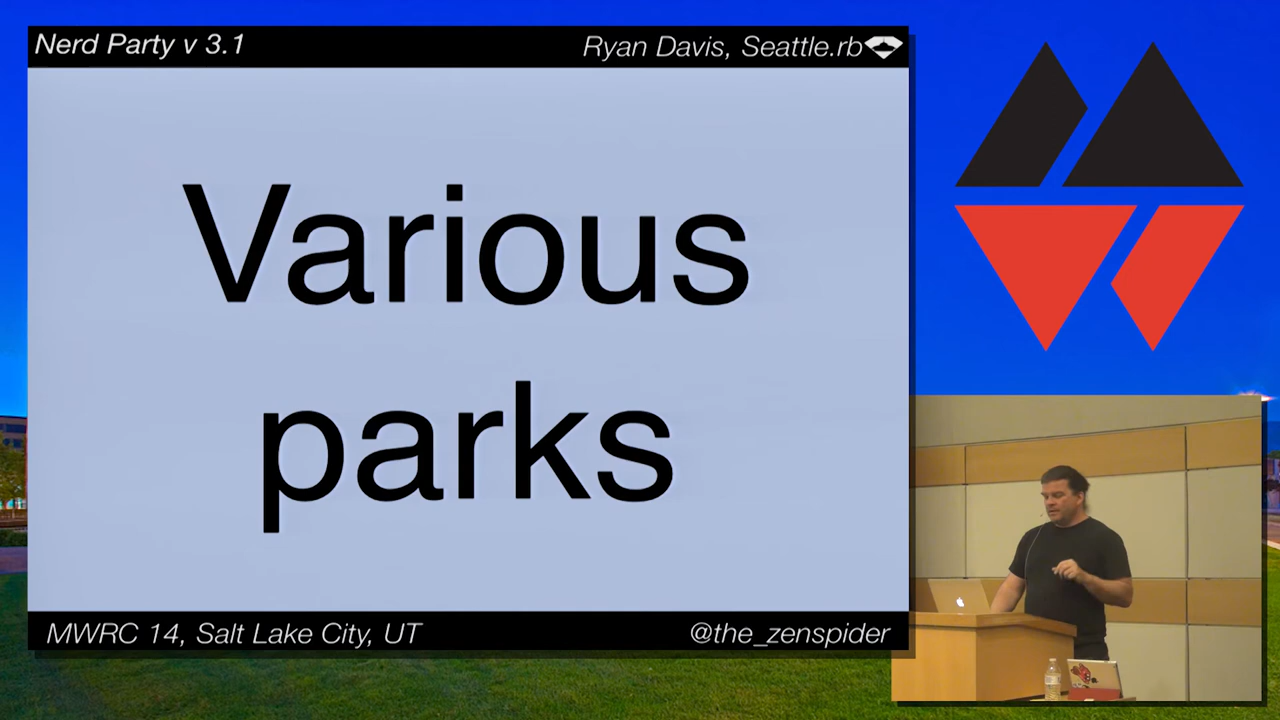 Nerd Party v 3.1
Ryan Davis, Seattle.rb
Various
parks
MWRC 14, Salt Lake City, UT
@the_zenspider